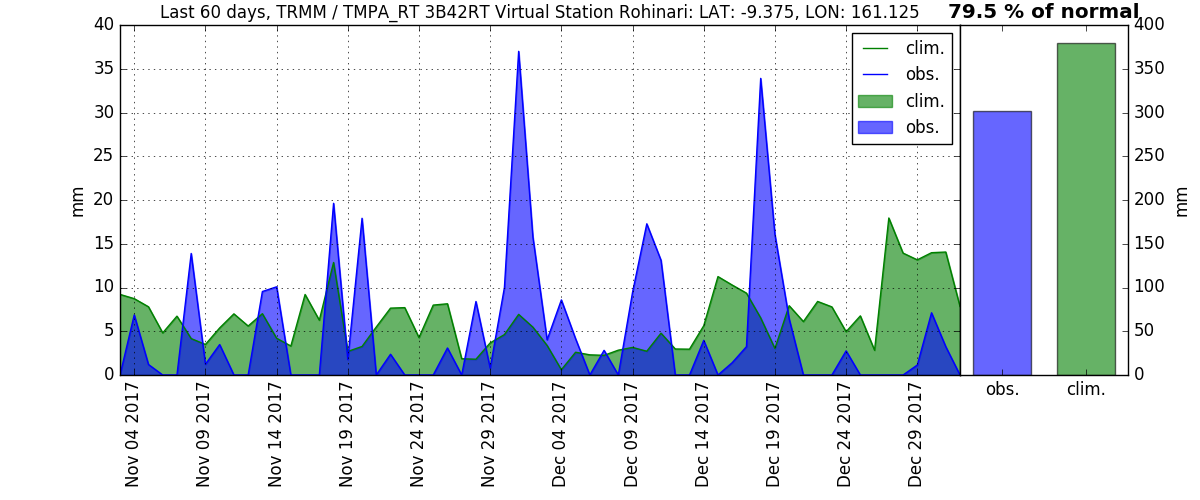 Last 60 days, TRMM / TMPA_RT 3B42RT Virtual Station Rohinari: LAT: -9.375, LON: 161.125
79.5 % of normal
40
35
30
25
20
15
10
5
0
mm
clim.
obs.
clim.
obs.
400
350
300
250
200
150
100
50
0
mm
Nov 04 2017
Nov 09 2017
Nov 14 2017
Nov 19 2017
Nov 24 2017
Nov 29 2017
Dec 04 2017
Dec 09 2017
Dec 14 2017
Dec 19 2017
Dec 24 2017
Dec 29 2017
obs.
clim.